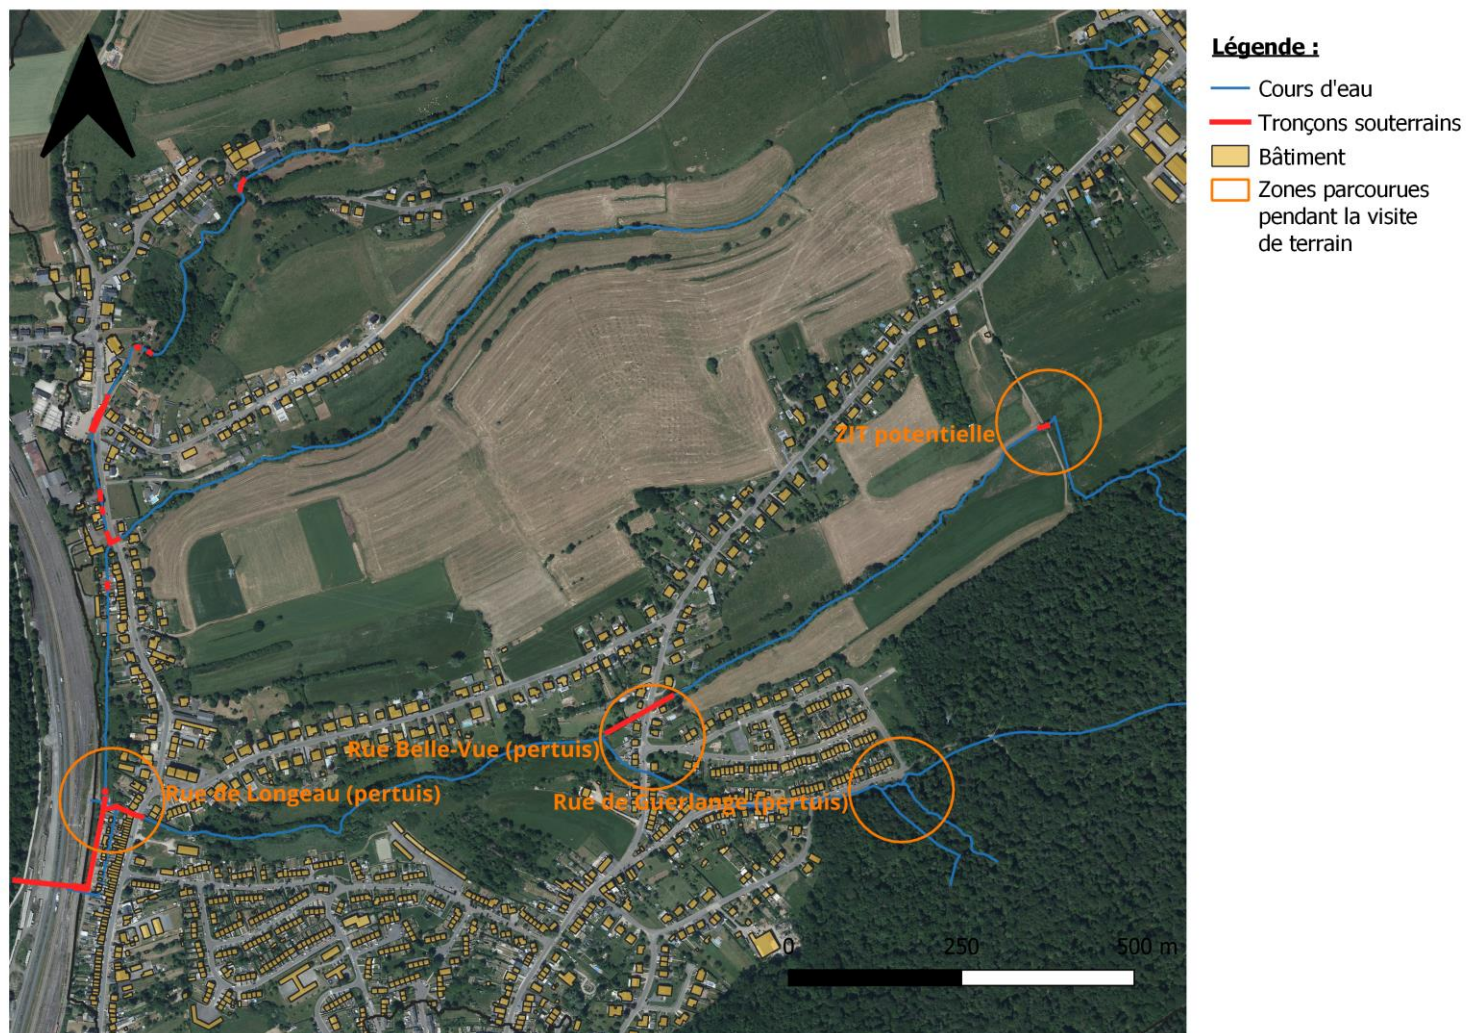 Légende :
Cours d'eau
Tronçons souterrains
Bâtiment
Zones parcourues
pendant la visite
de terrain
ZIT potentielle
Rue Belle-Vue (pertuis)
Rue de Longeau (pertuis)
Rue de Guerlange (pertuis)
0 250 500 m